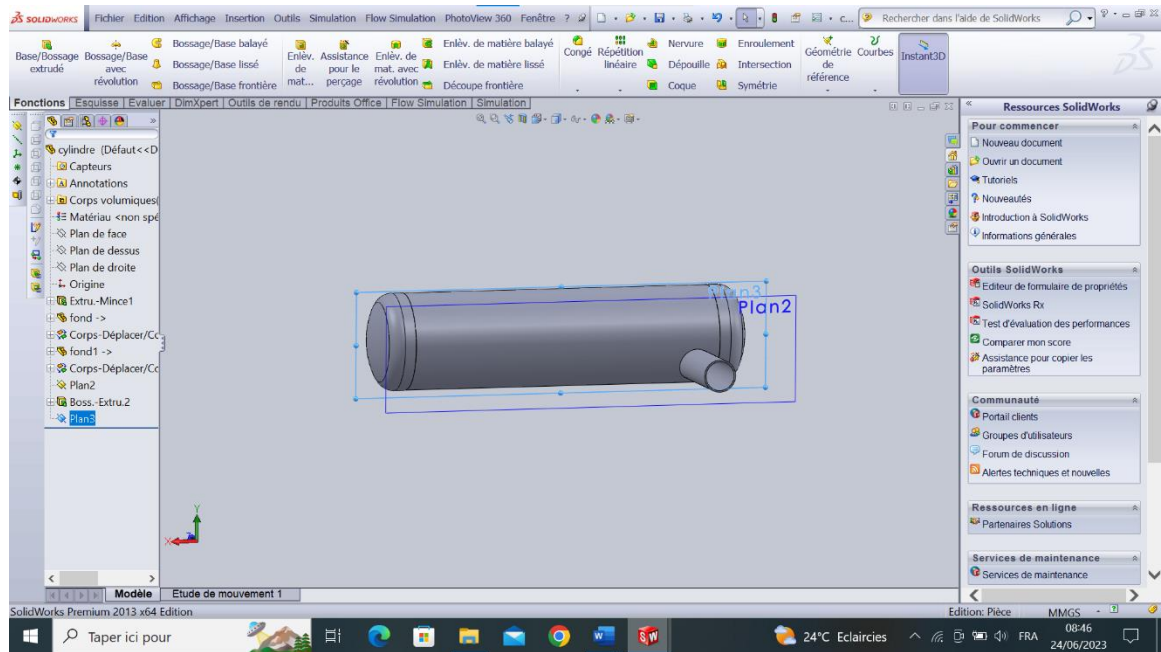 SOLIDWORKS Fichier Edition Affichage Insertion Outils Simulation Flow Simulation PhotoView 360 Fenêtre ? c... Rechercher dans l'aide de SolidWorks
Base/Bossage extrudé
Bossage/Base avec révolution
Bossage/Base balayé
Bossage/Base lissé
Bossage/Base frontière
Enlèv. de mat...
Assistance pour le perçage
Enlèv. de mat. avec révolution
Enlèv. de matière balayé
Enlèv. de matière lissé
Découpe frontière
Congé
Répétition linéaire
Nervure
Dépouille
Coque
Enroulement
Intersection
Symétrie
Géométrie de référence
Courbes
Instant3D
Fonctions Esquisse Evaluer DimXpert Outils de rendu Produits Office Flow Simulation Simulation
cylindre (Défaut<<D
Capteurs
Annotations
Corps volumiques(
Matériau <non spé
Plan de face
Plan de dessus
Plan de droite
Origine
Extru.-Mince1
fond ->
Corps-Déplacer/Cc
fond1 ->
Corps-Déplacer/Cc
Plan2
Boss.-Extru.2
Plan3
Plan3
Plan2
Y
X
Ressources SolidWorks
Pour commencer
Nouveau document
Ouvrir un document
Tutoriels
Nouveautés
Introduction à SolidWorks
Informations générales
Outils SolidWorks
Editeur de formulaire de propriétés
SolidWorks Rx
Test d'évaluation des performances
Comparer mon score
Assistance pour copier les
paramètres
Communauté
Portail clients
Groupes d'utilisateurs
Forum de discussion
Alertes techniques et nouvelles
Ressources en ligne
Partenaires Solutions
Services de maintenance
Services de maintenance
Modèle Etude de mouvement 1
SolidWorks Premium 2013 x64 Edition Edition: Pièce MMGS
Taper ici pour 24°C Eclaircies FRA 08:46
24/06/2023